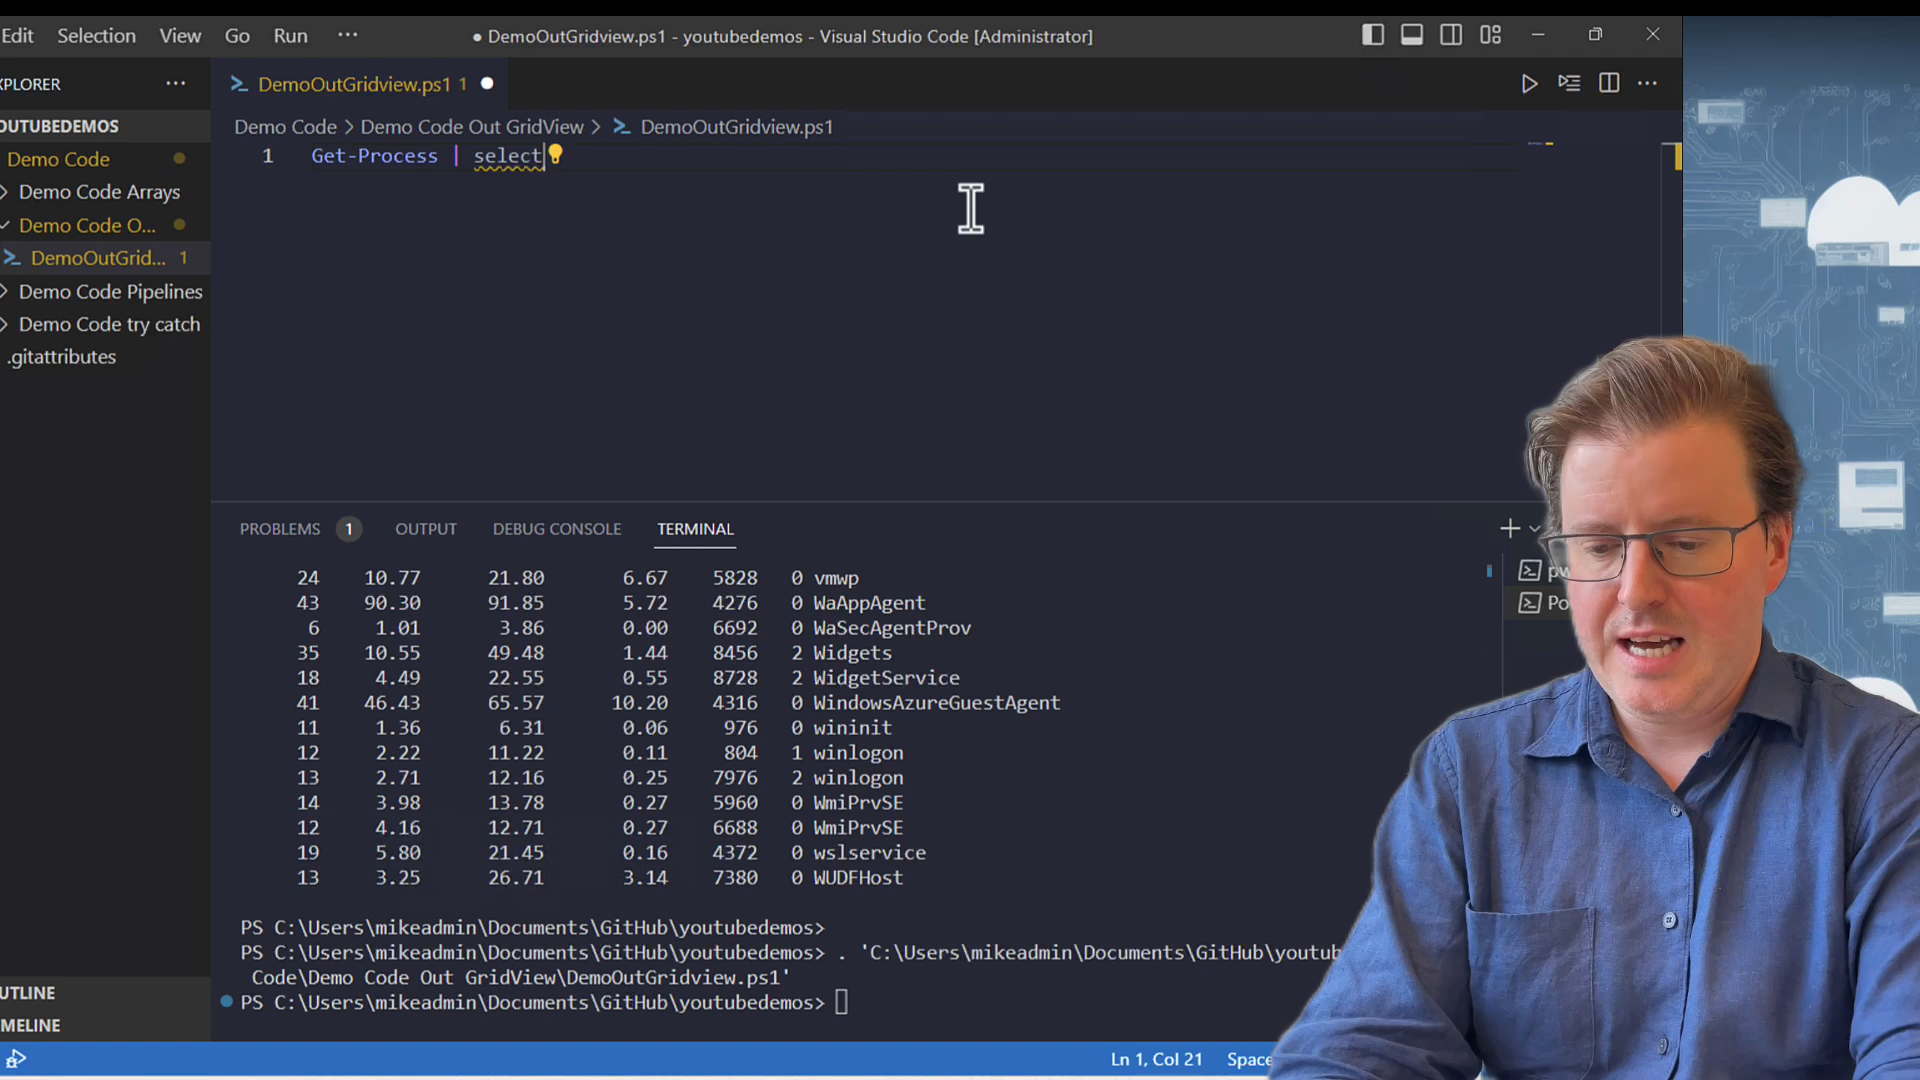 Edit Selection View Go Run ··· ● DemoOutGridview.ps1 - youtubedemos - Visual Studio Code [Administrator]
XPLORER ···
DemoOutGridview.ps1 1
OUTUBEDEMOS
Demo Code > Demo Code Out GridView > DemoOutGridview.ps1
1 Get-Process | select
Demo Code
Demo Code Arrays
Demo Code O...
DemoOutGrid... 1
Demo Code Pipelines
Demo Code try catch
.gitattributes
PROBLEMS 1 OUTPUT DEBUG CONSOLE TERMINAL
24 10.77 21.80 6.67 5828 0 vmwp
43 90.30 91.85 5.72 4276 0 WaAppAgent
6 1.01 3.86 0.00 6692 0 WaSecAgentProv
35 10.55 49.48 1.44 8456 2 Widgets
18 4.49 22.55 0.55 8728 2 WidgetService
41 46.43 65.57 10.20 4316 0 WindowsAzureGuestAgent
11 1.36 6.31 0.06 976 0 wininit
12 2.22 11.22 0.11 804 1 winlogon
13 2.71 12.16 0.25 7976 2 winlogon
14 3.98 13.78 0.27 5960 0 WmiPrvSE
12 4.16 12.71 0.27 6688 0 WmiPrvSE
19 5.80 21.45 0.16 4372 0 wslservice
13 3.25 26.71 3.14 7380 0 WUDFHost
PS C:\Users\mikeadmin\Documents\GitHub\youtubedemos>
PS C:\Users\mikeadmin\Documents\GitHub\youtubedemos> . 'C:\Users\mikeadmin\Documents\GitHub\youtub
Code\Demo Code Out GridView\DemoOutGridview.ps1'
PS C:\Users\mikeadmin\Documents\GitHub\youtubedemos>
pw
Po
UTLINE
MELINE
Ln 1, Col 21 Space